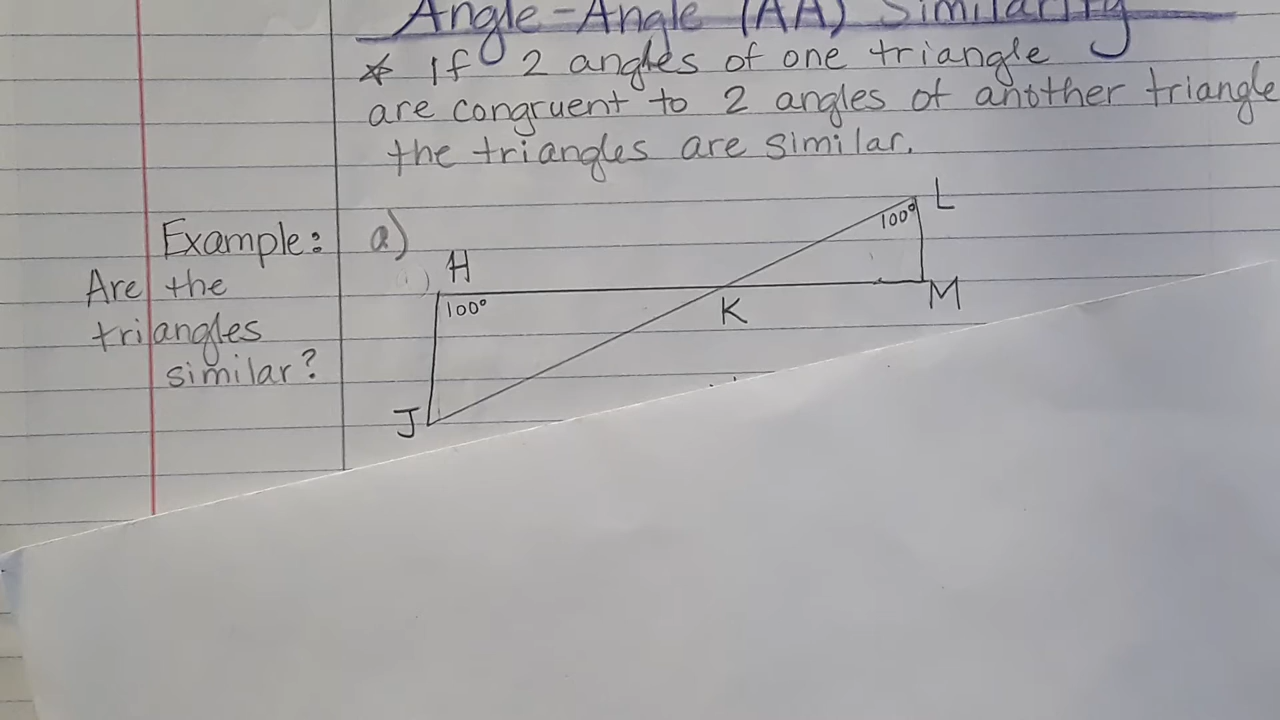 Angle-Angle (AA) Similarity
* If 2 angles of one triangle
are congruent to 2 angles of another triangle
the triangles are similar.
Example:
Are the
triangles
similar?
a)
H
100°
J
K
L
100°
M